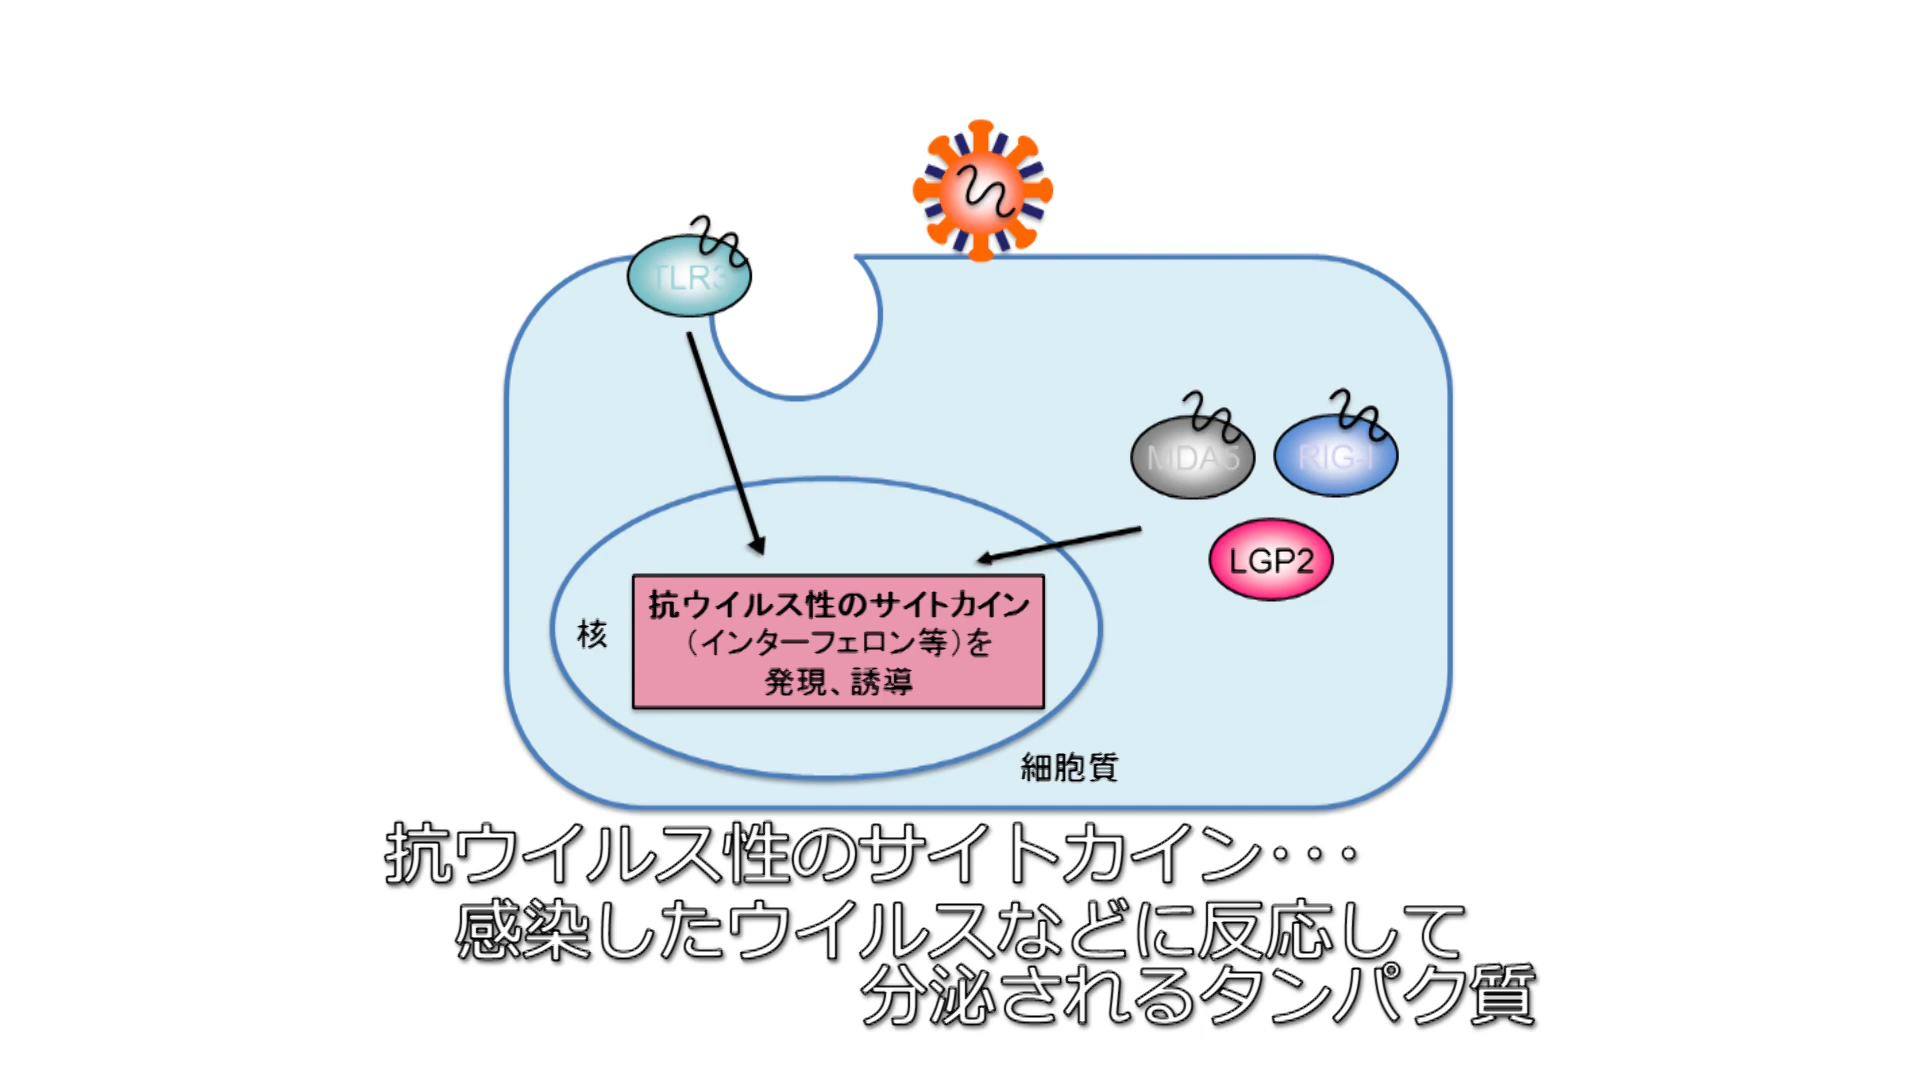 TLR3
MDA5
RIG-I
LGP2
抗ウイルス性のサイトカイン
（インターフェロン等）を
発現、誘導
核
細胞質
抗ウイルス性のサイトカイン･･･
感染したウイルスなどに反応して
分泌されるタンパク質